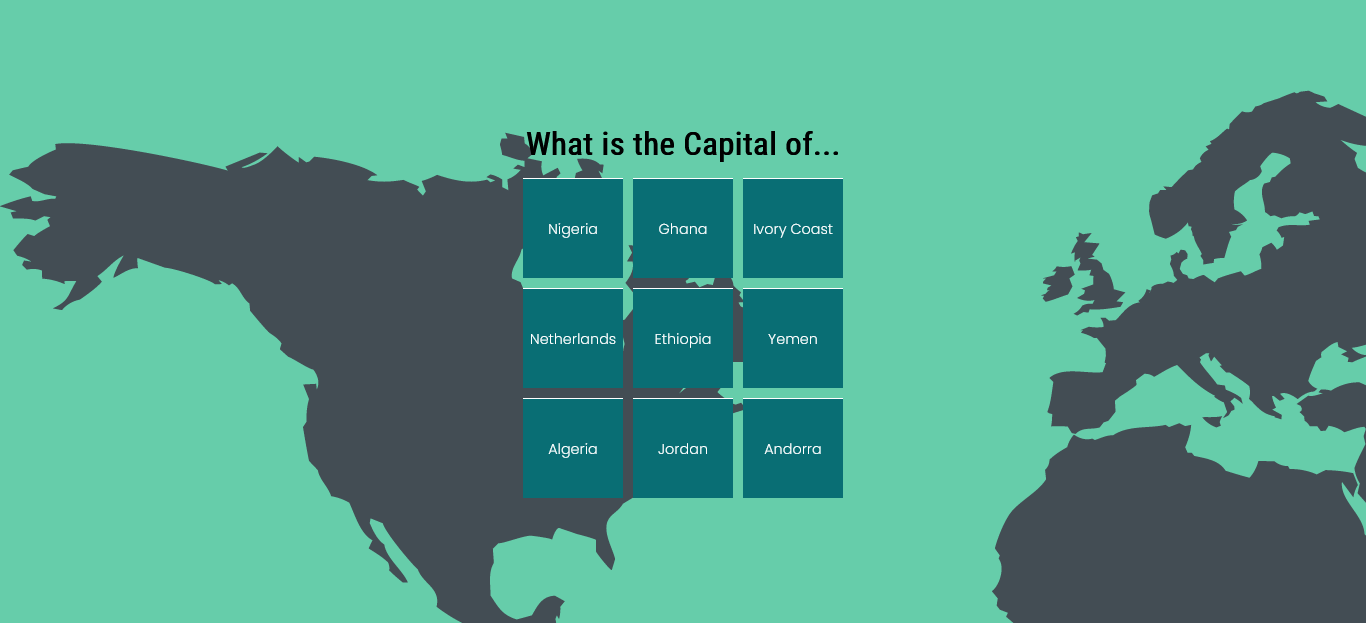 What is the Capital of...
Nigeria
Ghana
Ivory Coast
Netherlands
Ethiopia
Yemen
Algeria
Jordan
Andorra